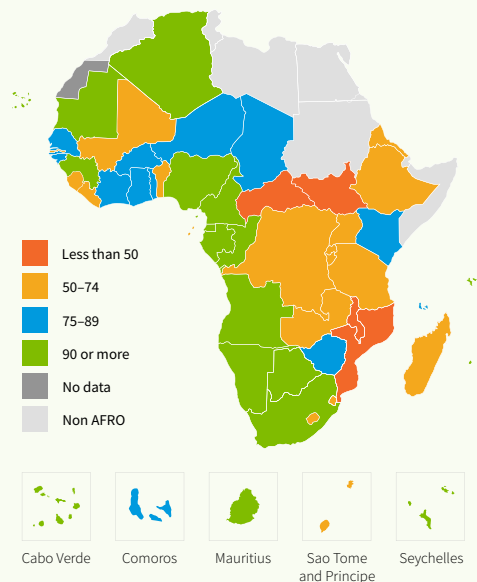 Less than 50
50–74
75–89
90 or more
No data
Non AFRO
Cabo Verde
Comoros
Mauritius
Sao Tome
and Principe
Seychelles